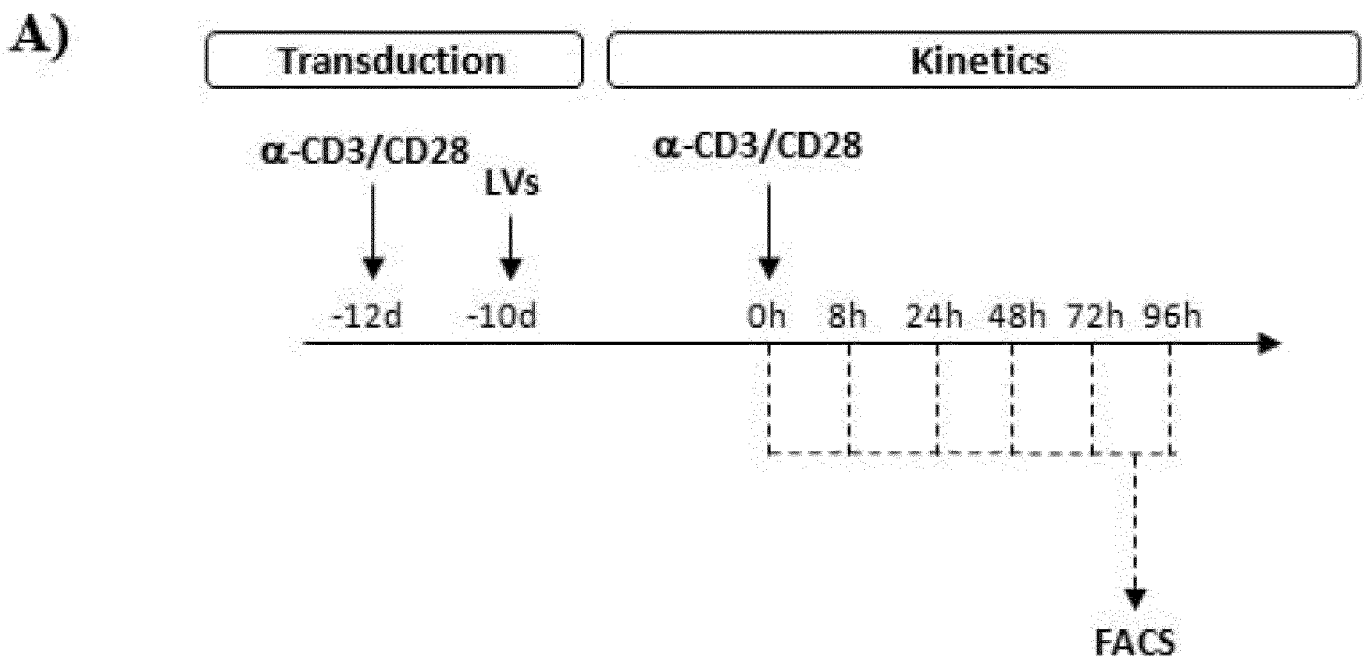 A)
Transduction Kinetics
α-CD3/CD28 α-CD3/CD28
LVs
-12d -10d 0h 8h 24h 48h 72h 96h
FACS